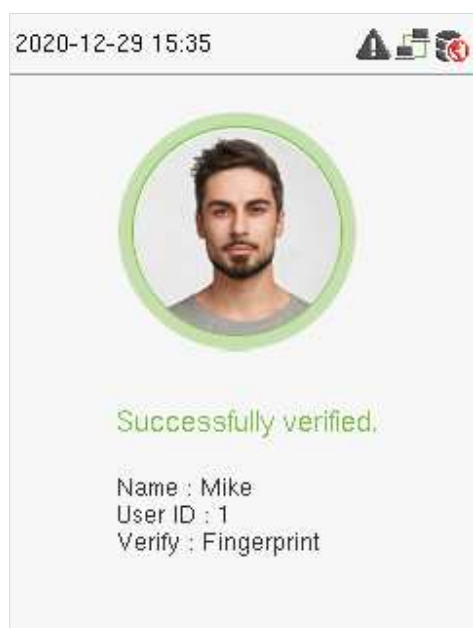 2020-12-29 15:35
Successfully verified.
Name : Mike
User ID : 1
Verify : Fingerprint